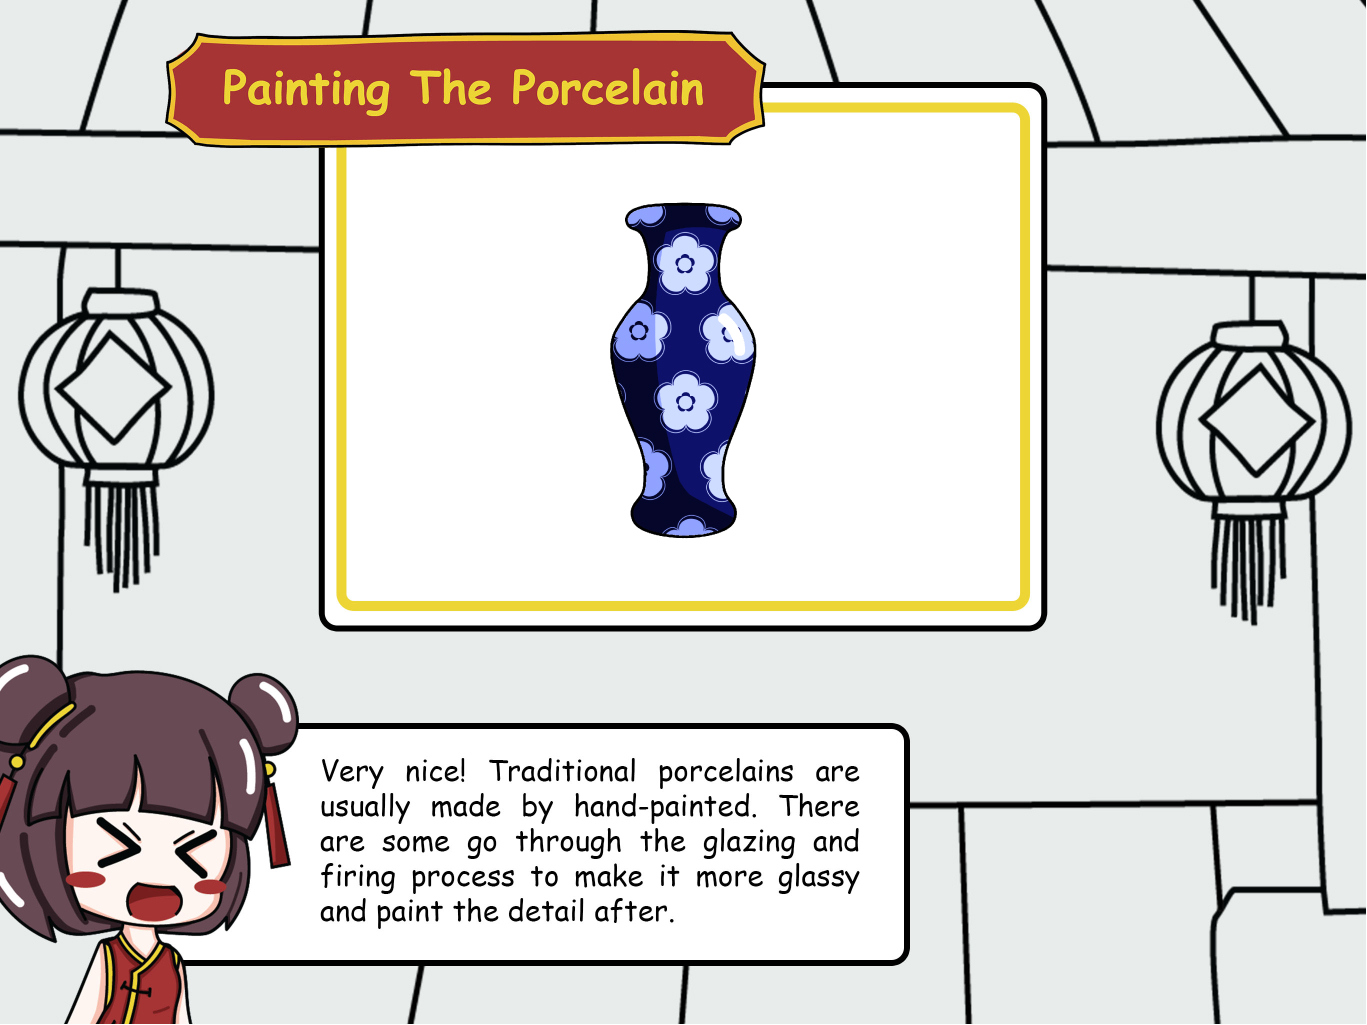 Painting The Porcelain
Very nice! Traditional porcelains are
usually made by hand-painted. There
are some go through the glazing and
firing process to make it more glassy
and paint the detail after.